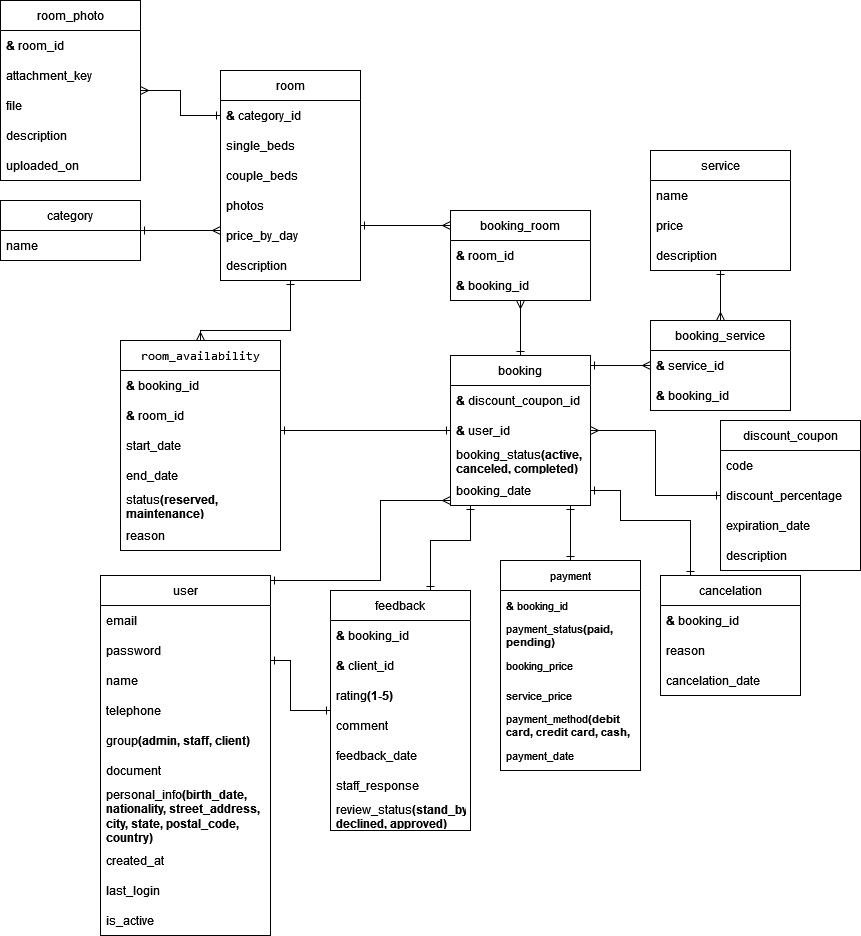 room_photo
& room_id
attachment_key
file
description
uploaded_on
room
& category_id
single_beds
couple_beds
photos
price_by_day
description
category
name
service
name
price
description
booking_room
& room_id
& booking_id
booking_service
& service_id
& booking_id
room_availability
& booking_id
& room_id
start_date
end_date
status(reserved,
maintenance)
reason
booking
& discount_coupon_id
& user_id
booking_status(active,
canceled, completed)
booking_date
discount_coupon
code
discount_percentage
expiration_date
description
user
email
password
name
telephone
group(admin, staff, client)
document
personal_info(birth_date,
nationality, street_address,
city, state, postal_code,
country)
created_at
last_login
is_active
feedback
& booking_id
& client_id
rating(1-5)
comment
feedback_date
staff_response
review_status(stand_by
declined, approved)
payment
& booking_id
payment_status(paid,
pending)
booking_price
service_price
payment_method(debit
card, credit card, cash,
payment_date
cancelation
& booking_id
reason
cancelation_date